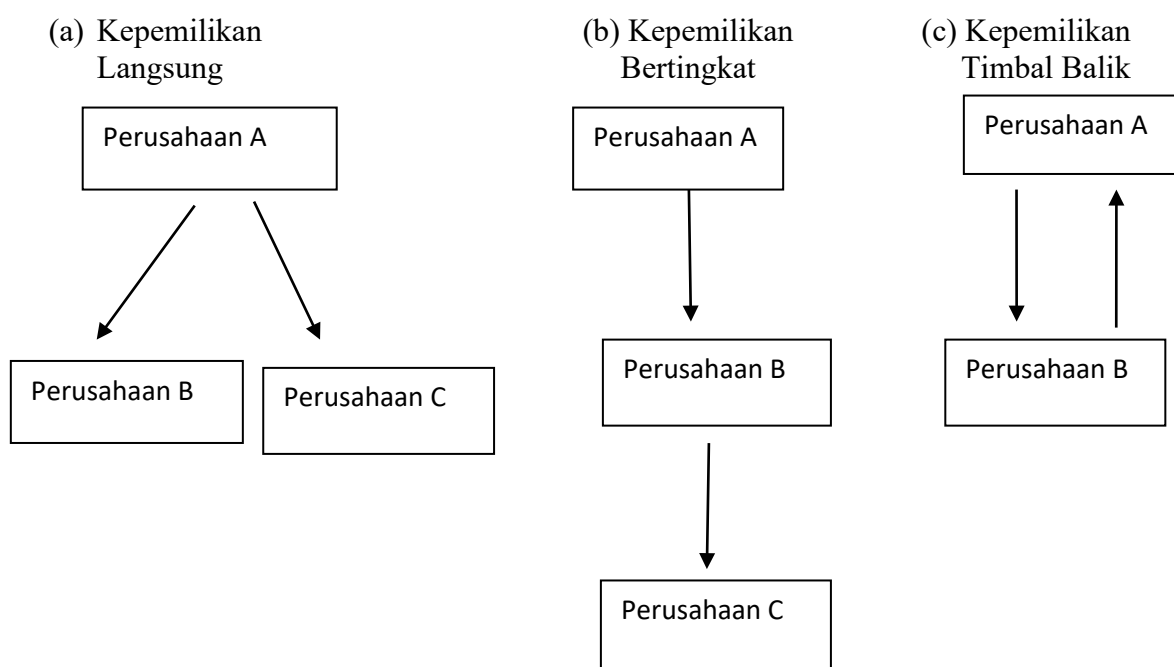 (a) Kepemilikan
Langsung
Perusahaan A
Perusahaan B
Perusahaan C
(b) Kepemilikan
Bertingkat
Perusahaan A
Perusahaan B
Perusahaan C
(c) Kepemilikan
Timbal Balik
Perusahaan A
Perusahaan B